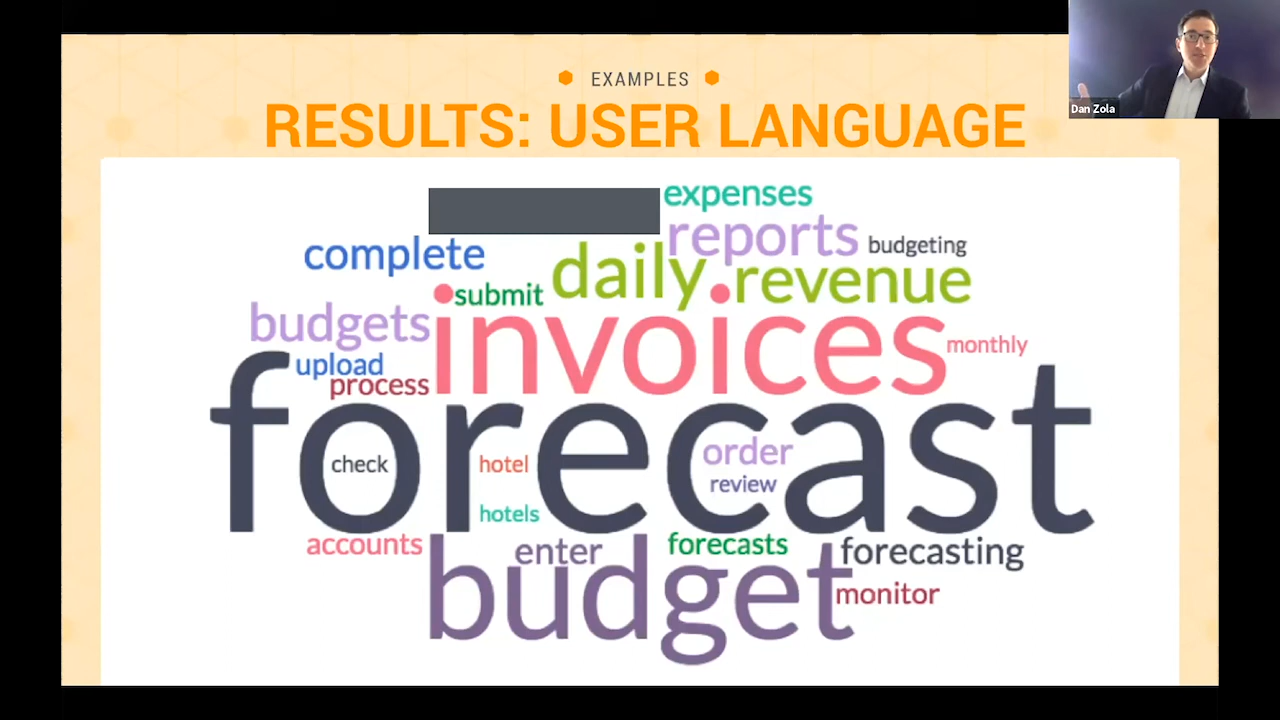 EXAMPLES
RESULTS: USER LANGUAGE
Dan Zola
expenses
reports
budgeting
complete
daily
revenue
submit
budgets
invoices
monthly
upload
process
forecast
check
hotel
order
review
hotels
accounts
enter
forecasts
forecasting
budget
monitor